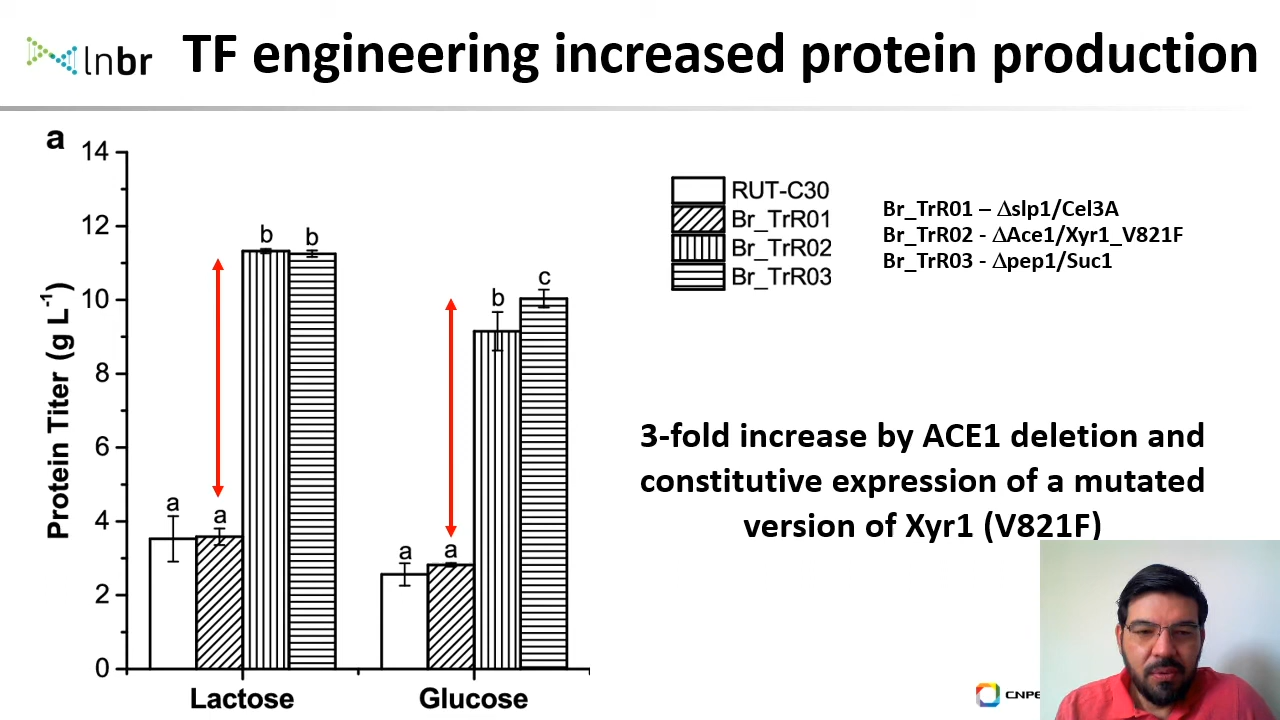 lnbr
TF engineering increased protein production
a
14
12
10
8
6
4
2
0
Protein Titer (g L⁻¹)
a
a
b
b
a
a
b
c
Lactose
Glucose
RUT-C30
Br_TrR01
Br_TrR02
Br_TrR03
Br_TrR01 – Δslp1/Cel3A
Br_TrR02 - ΔAce1/Xyr1_V821F
Br_TrR03 - Δpep1/Suc1
3-fold increase by ACE1 deletion and
constitutive expression of a mutated
version of Xyr1 (V821F)